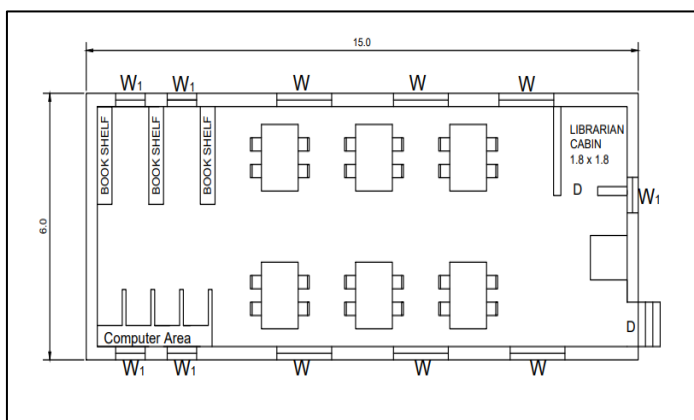 15.0
W1
W1
W
W
W
6.0
BOOK SHELF
BOOK SHELF
BOOK SHELF
LIBRARIAN
CABIN
1.8 x 1.8
D
W1
D
Computer Area
W1
W1
W
W
W